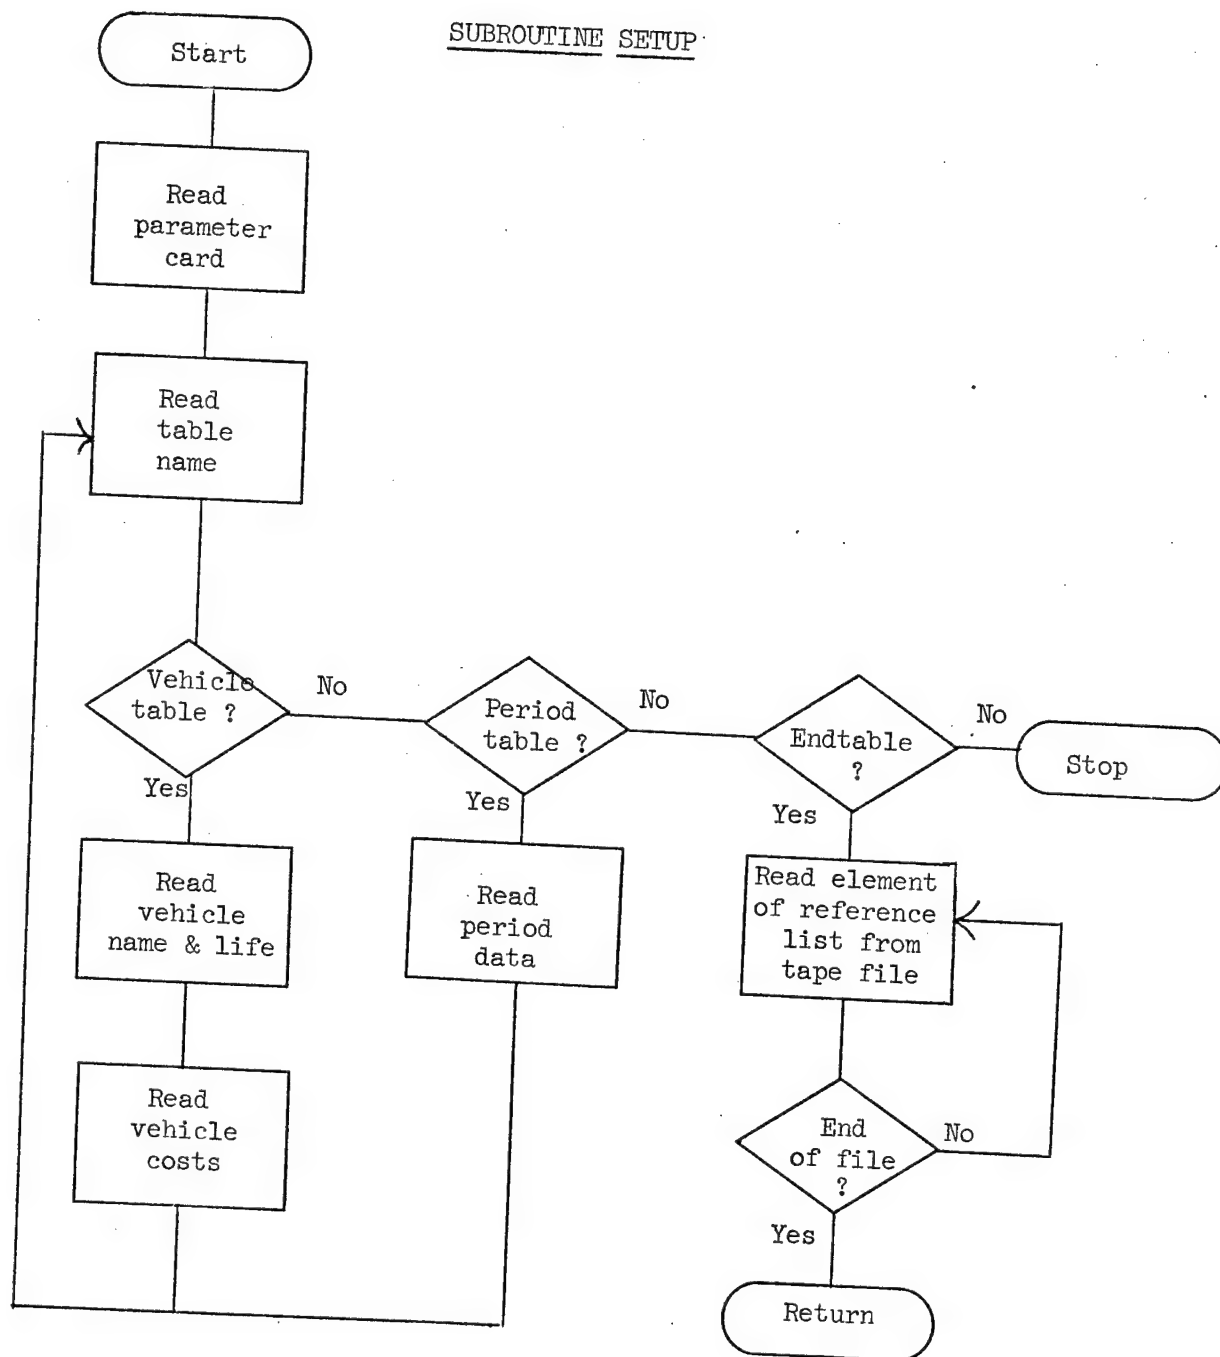 SUBROUTINE SETUP
Start
Read
parameter
card
Read
table
name
Vehicle
table ?
No
Period
table ?
No
Endtable
?
No
Stop
Yes
Yes
Yes
Read
vehicle
name & life
Read
period
data
Read element
of reference
list from
tape file
Read
vehicle
costs
End
of file
?
No
Yes
Return